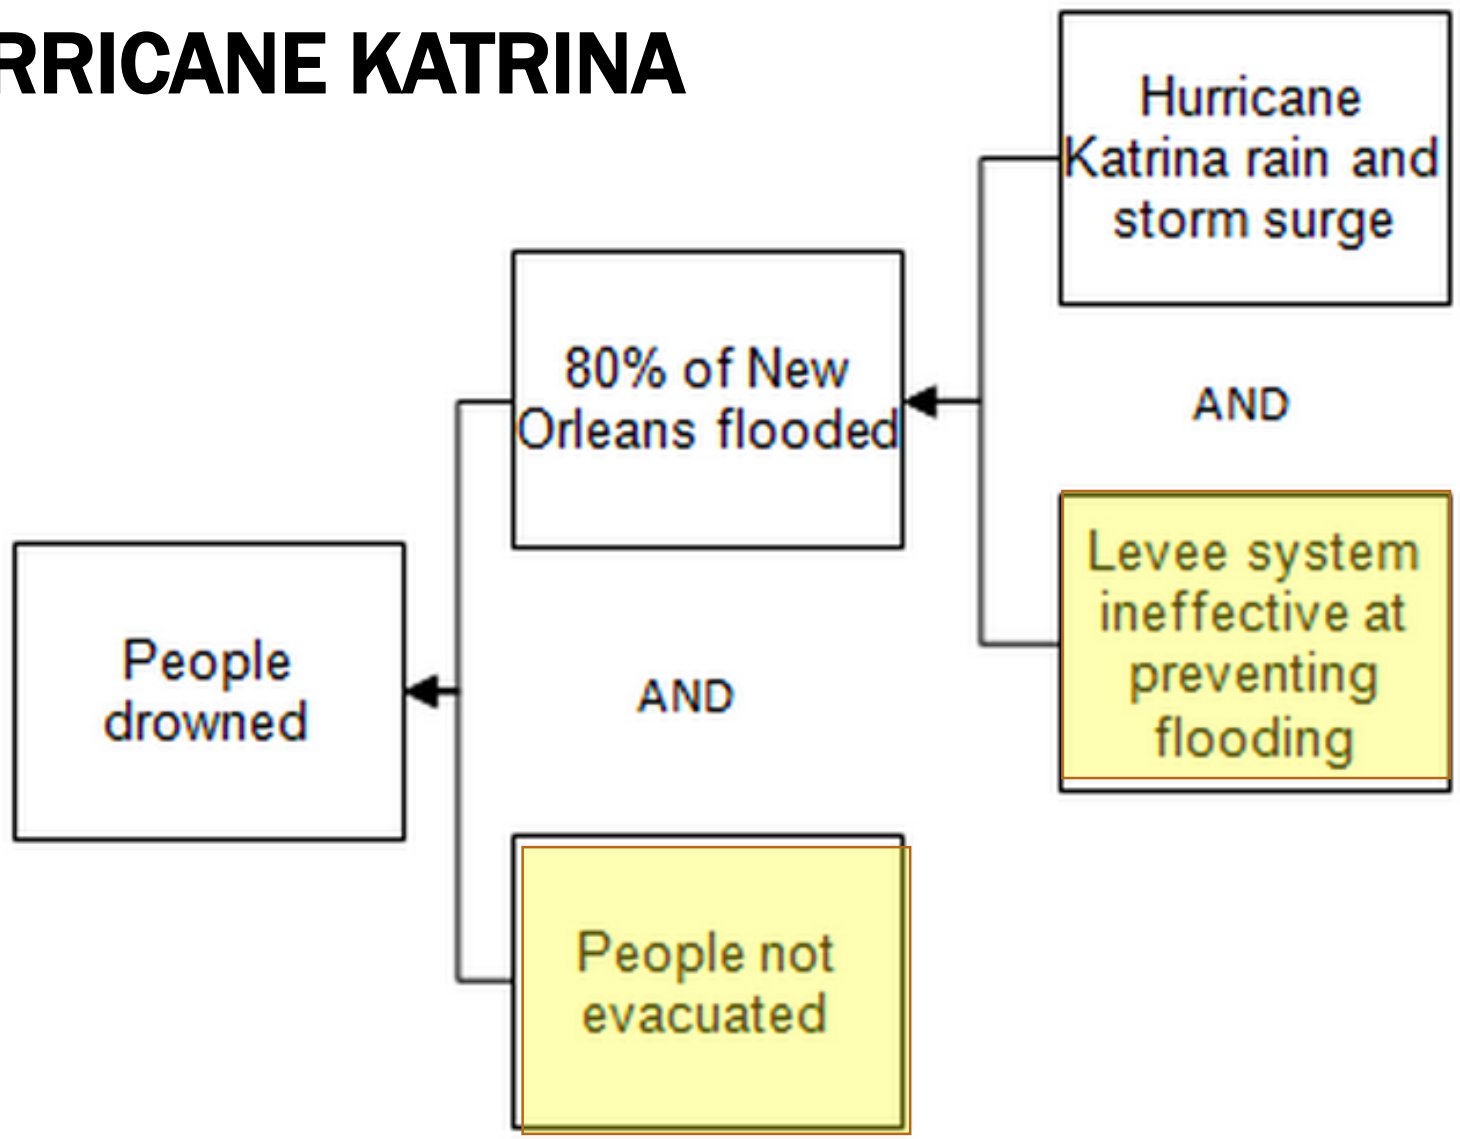 RRICANE KATRINA
Hurricane
Katrina rain and
storm surge
80% of New
Orleans flooded
AND
Levee system
ineffective at
preventing
flooding
People
drowned
AND
People not
evacuated